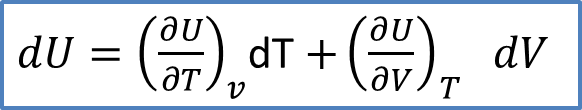 dU = (∂U/∂T)_v dT + (∂U/∂V)_T dV